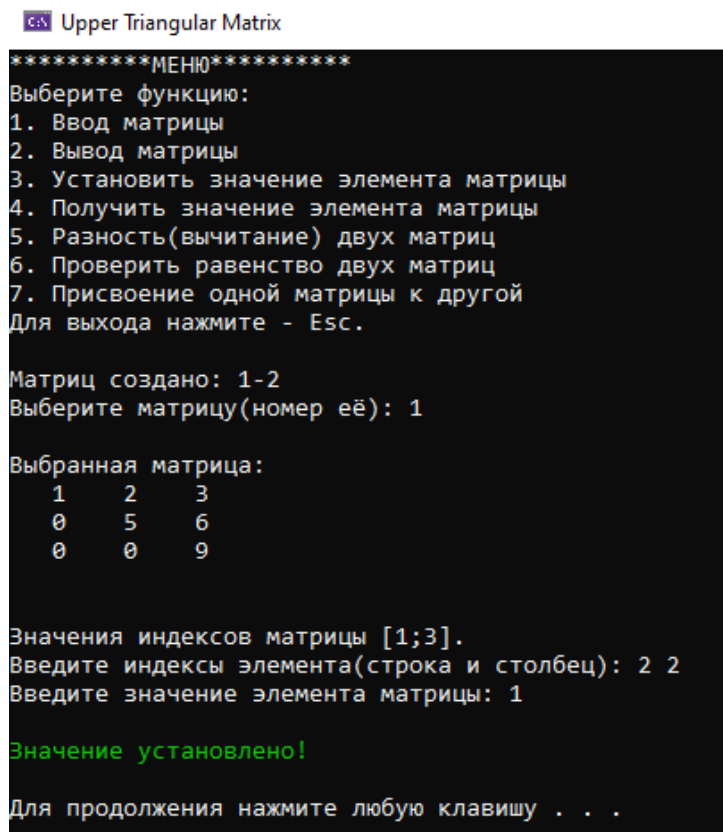 Upper Triangular Matrix
**********МЕНЮ**********
Выберите функцию:
1. Ввод матрицы
2. Вывод матрицы
3. Установить значение элемента матрицы
4. Получить значение элемента матрицы
5. Разность(вычитание) двух матриц
6. Проверить равенство двух матриц
7. Присвоение одной матрицы к другой
Для выхода нажмите - Esc.
Матриц создано: 1-2
Выберите матрицу(номер её): 1
Выбранная матрица:
1 2 3
0 5 6
0 0 9
Значения индексов матрицы [1;3].
Введите индексы элемента(строка и столбец): 2 2
Введите значение элемента матрицы: 1
Значение установлено!
Для продолжения нажмите любую клавишу . . .